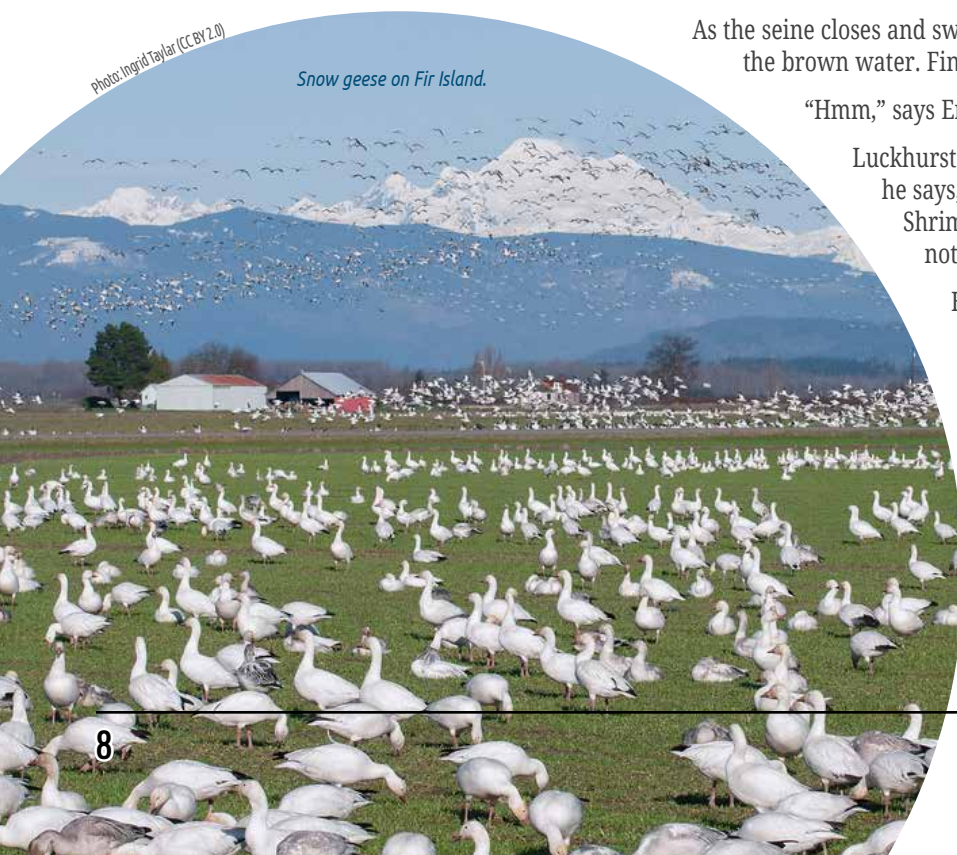 Photo: Ingrid Taylar (CC BY 2.0)
Snow geese on Fir Island.
As the seine closes and sw
the brown water. Fin
“Hmm,” says Er
Luckhurst
he says,
Shrim
not
8